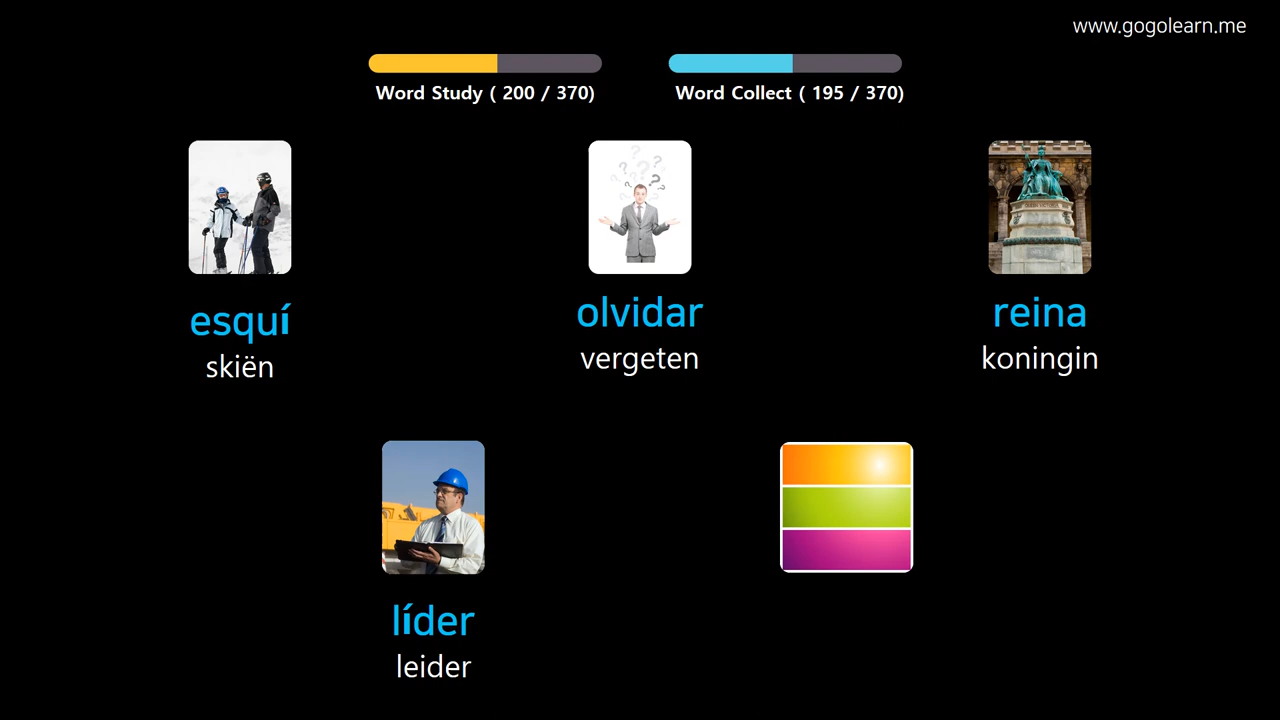 www.gogolearn.me
Word Study ( 200 / 370)
Word Collect ( 195 / 370)
esquí
skiën
olvidar
vergeten
reina
koningin
líder
leider